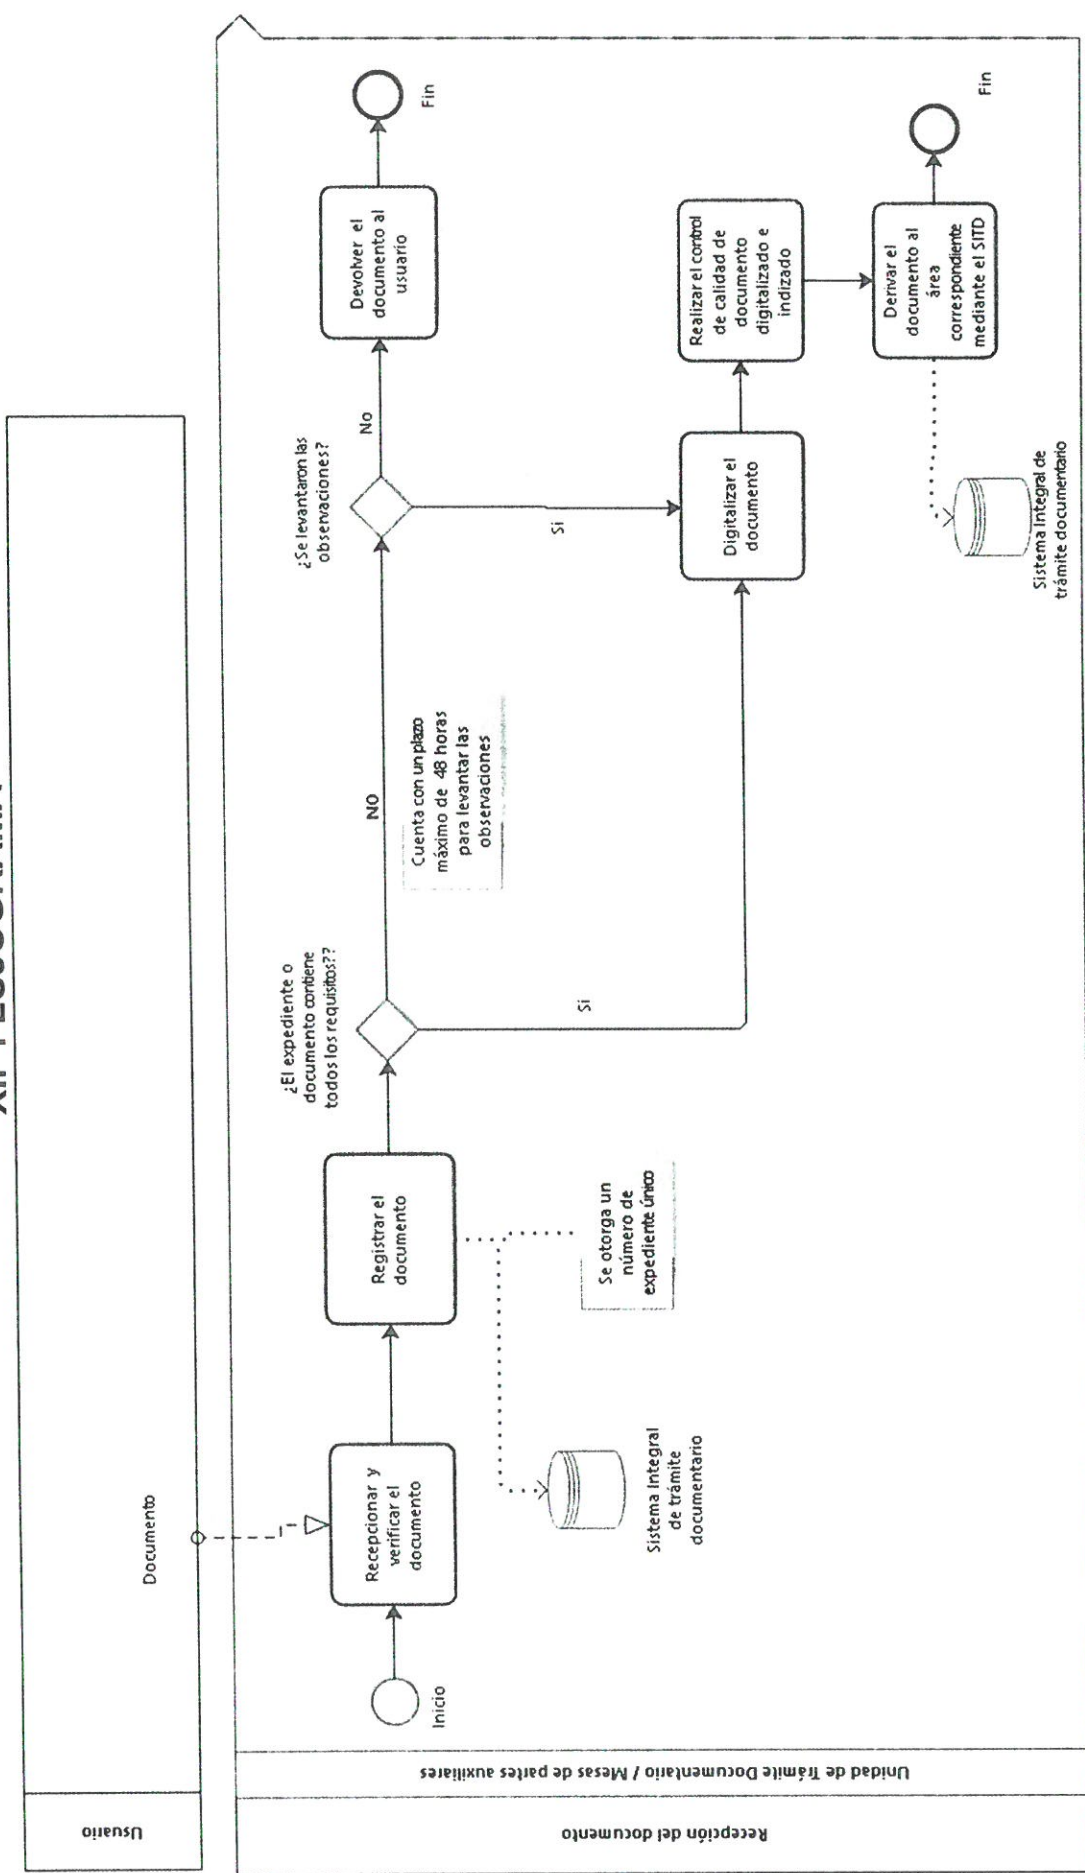 Usuario
Documento
Recepción del documento
Unidad de Trámite Documentario / Mesas de partes auxiliares
Inicio
Recepcionar y
verificar el
documento
Registrar el
documento
Sistema Integral
de trámite
documentario
Se otorga un
número de
expediente único
¿El expediente o
documento contiene
todos los requisitos??
NO
Si
Cuenta con un plazo
máximo de 48 horas
para levantar las
observaciones
¿Se levantaron las
observaciones?
No
Si
Devolver el
documento al
usuario
Fin
Digitalizar el
documento
Realizar el control
de calidad de
documento
digitalizado e
indizado
Derivar el
documento al
área
correspondiente
mediante el SITD
Fin
Sistema Integral de
trámite documentario